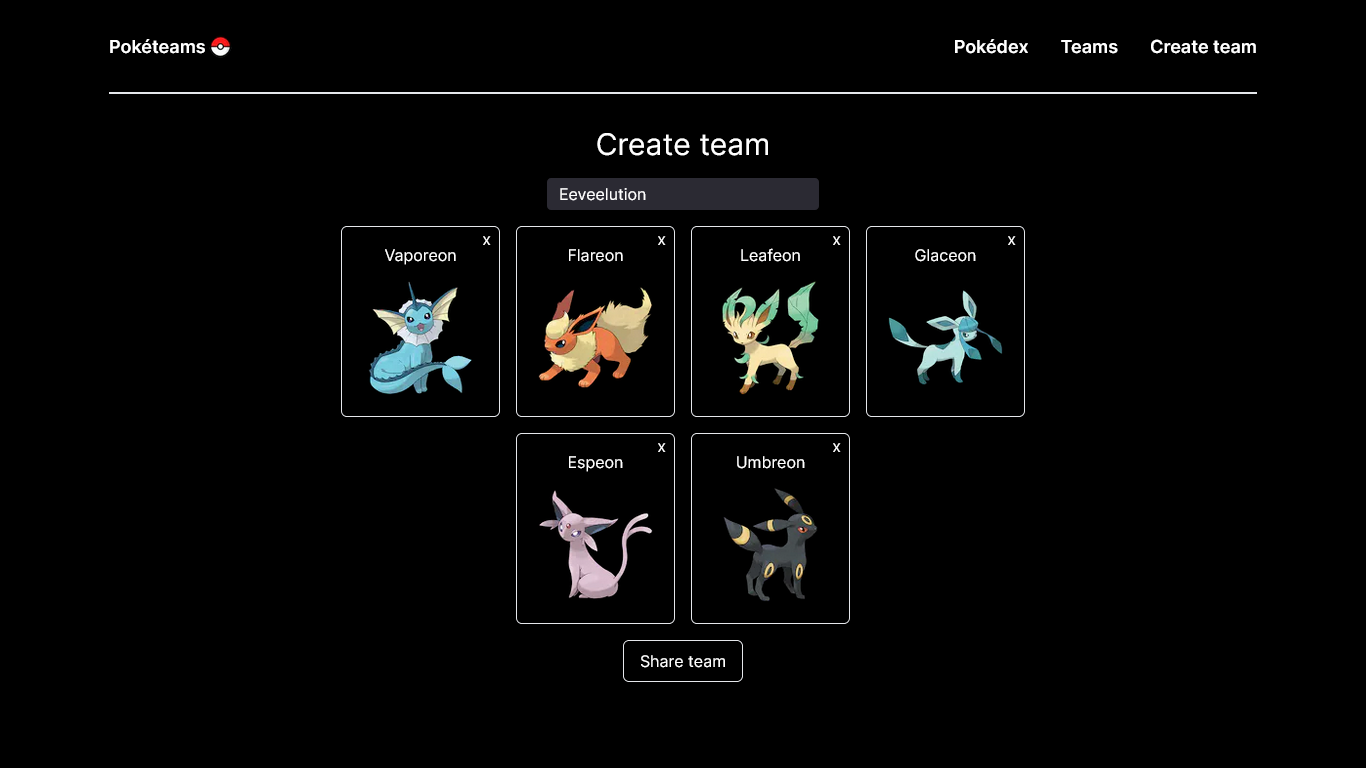 Pokéteams
Pokédex Teams Create team
Create team
Eeveelution
x x x x
Vaporeon Flareon Leafeon Glaceon
x x
Espeon Umbreon
Share team